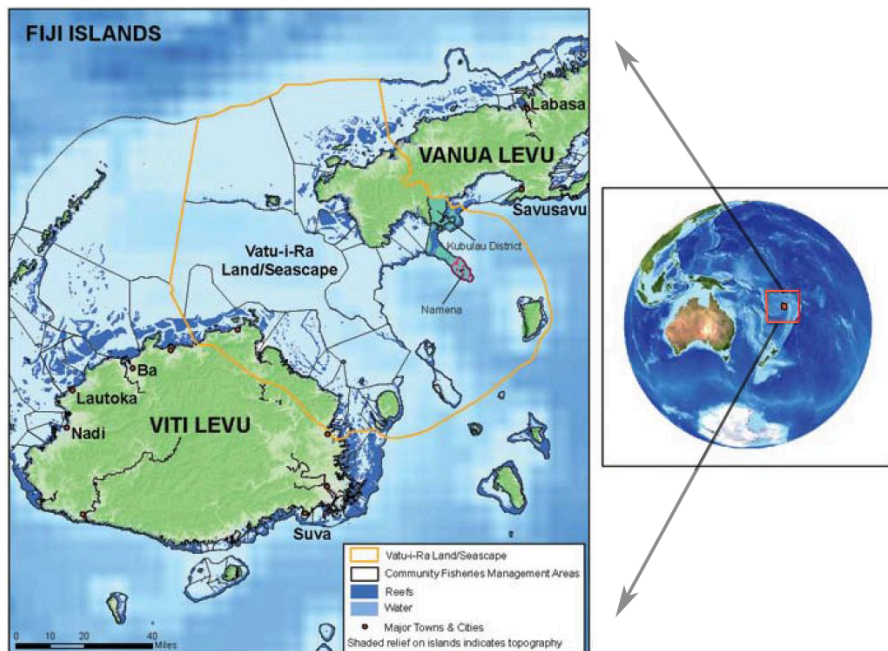 FIJI ISLANDS
Labasa
VANUA LEVU
Savusavu
Kubulau District
Vatu-i-Ra
Land/Seascape
Namena
Ba
Lautoka
VITI LEVU
Nadi
Suva
Vatu-i-Ra Land/Seascape
Community Fisheries Management Areas
Reefs
Water
Major Towns & Cities
Shaded relief on islands indicates topography
0 10 20 40
Miles